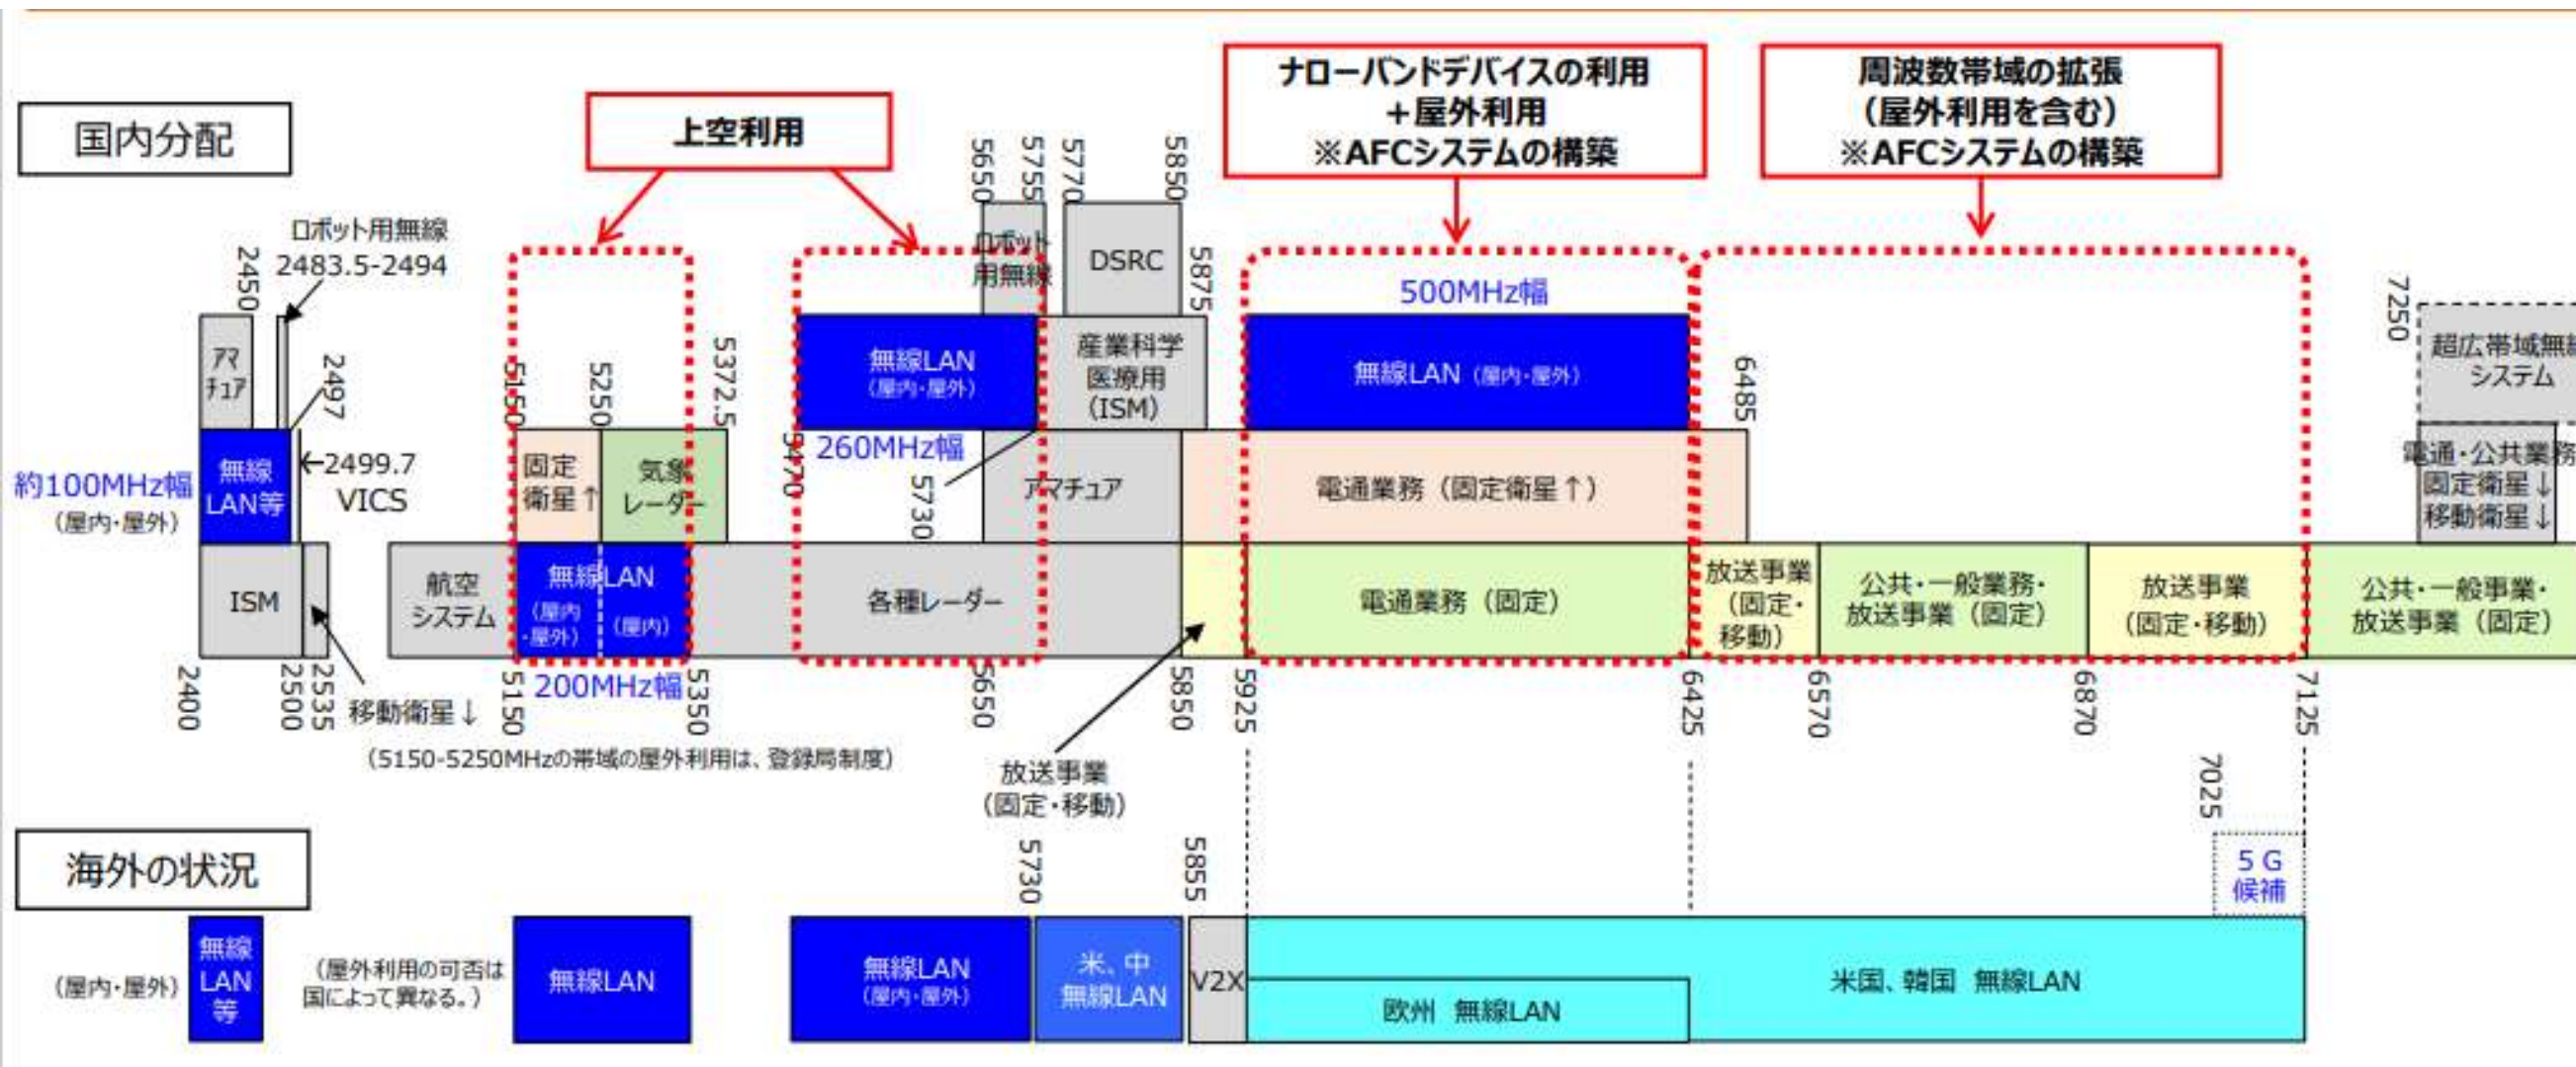 国内分配
上空利用
ナローバンドデバイスの利用
+屋外利用
※AFCシステムの構築
周波数帯域の拡張
(屋外利用を含む)
※AFCシステムの構築
ロボット用無線
2483.5-2494
2450
2497
アマ
チュア
約100MHz幅
(屋内・屋外)
無線
LAN等
2499.7
VICS
ISM
2400
2500
2535
移動衛星↓
航空
システム
5150
5250
5372.5
固定
衛星↑
気象
レーダー
無線LAN
(屋内
・屋外)
(屋内)
5150
200MHz幅
5350
(5150-5250MHzの帯域の屋外利用は、登録局制度)
5470
無線LAN
(屋内・屋外)
260MHz幅
5730
5650
5755
5770
5850
ロボット
用無線
DSRC
5875
産業科学
医療用
(ISM)
アマチュア
各種レーダー
5650
5850
5925
放送事業
(固定・移動)
500MHz幅
無線LAN(屋内・屋外)
6485
電通業務(固定衛星↑)
電通業務(固定)
6425
放送事業
(固定・
移動)
6570
公共・一般業務・
放送事業(固定)
6870
放送事業
(固定・移動)
7125
公共・一般事業・
放送事業(固定)
7250
超広帯域無線
システム
電通・公共業務
固定衛星↓
移動衛星↓
海外の状況
(屋内・屋外)
無線
LAN
等
(屋外利用の可否は
国によって異なる。)
無線LAN
無線LAN
(屋内・屋外)
5730
米、中
無線LAN
5855
V2X
欧州 無線LAN
米国、韓国 無線LAN
7025
5G
候補